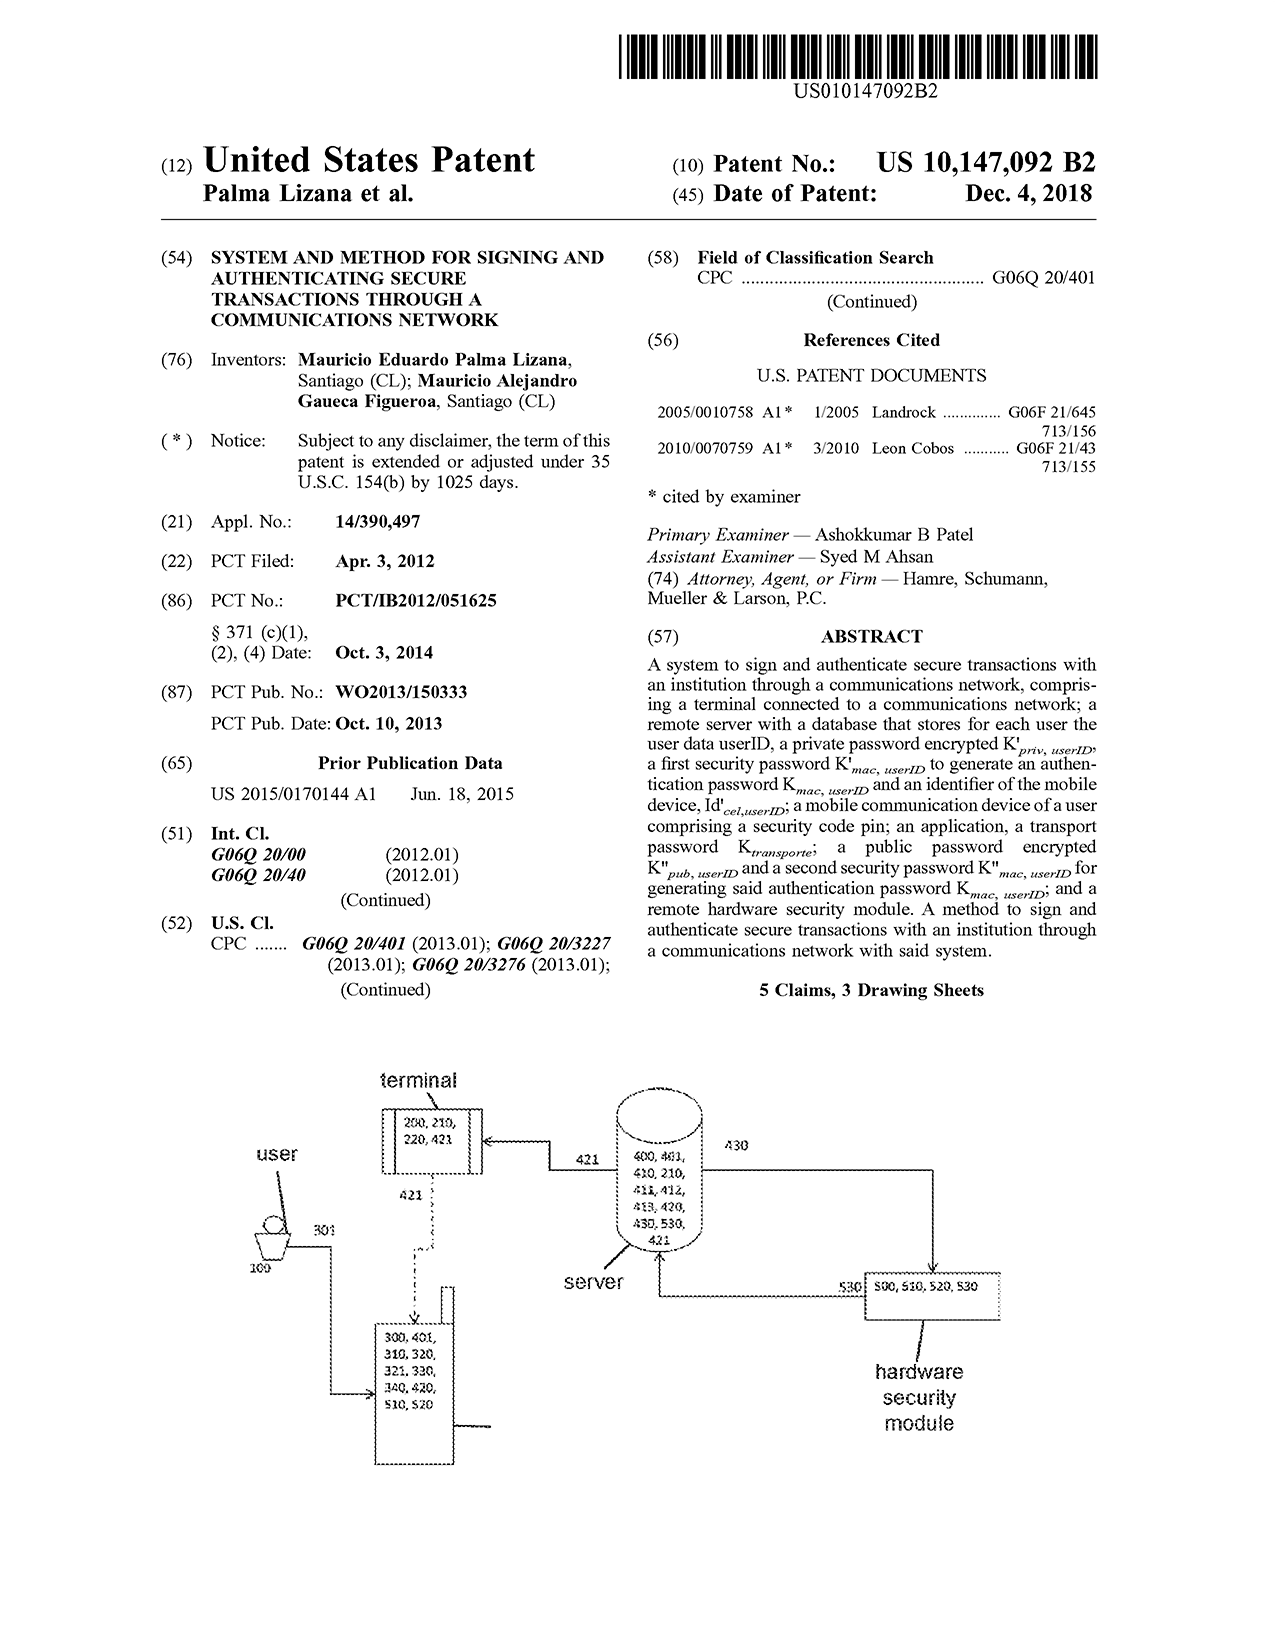 US010147092B2
(12) United States Patent
Palma Lizana et al.
(10) Patent No.: US 10,147,092 B2
(45) Date of Patent: Dec. 4, 2018
(54) SYSTEM AND METHOD FOR SIGNING AND
AUTHENTICATING SECURE
TRANSACTIONS THROUGH A
COMMUNICATIONS NETWORK
(76) Inventors: Mauricio Eduardo Palma Lizana,
Santiago (CL); Mauricio Alejandro
Gaueca Figueroa, Santiago (CL)
( * ) Notice: Subject to any disclaimer, the term of this
patent is extended or adjusted under 35
U.S.C. 154(b) by 1025 days.
(21) Appl. No.: 14/390,497
(22) PCT Filed: Apr. 3, 2012
(86) PCT No.: PCT/IB2012/051625
§ 371 (c)(1),
(2), (4) Date: Oct. 3, 2014
(87) PCT Pub. No.: WO2013/150333
PCT Pub. Date: Oct. 10, 2013
(65) Prior Publication Data
US 2015/0170144 A1 Jun. 18, 2015
(51) Int. Cl.
G06Q 20/00 (2012.01)
G06Q 20/40 (2012.01)
(Continued)
(52) U.S. Cl.
CPC ....... G06Q 20/401 (2013.01); G06Q 20/3227
(2013.01); G06Q 20/3276 (2013.01);
(Continued)
(58) Field of Classification Search
CPC ................................................. G06Q 20/401
(Continued)
(56) References Cited
U.S. PATENT DOCUMENTS
2005/0010758 A1* 1/2005 Landrock .............. G06F 21/645
713/156
2010/0070759 A1* 3/2010 Leon Cobos ........... G06F 21/43
713/155
* cited by examiner
Primary Examiner — Ashokkumar B Patel
Assistant Examiner — Syed M Ahsan
(74) Attorney, Agent, or Firm — Hamre, Schumann,
Mueller & Larson, P.C.
(57) ABSTRACT
A system to sign and authenticate secure transactions with
an institution through a communications network, compris-
ing a terminal connected to a communications network; a
remote server with a database that stores for each user the
user data userID, a private password encrypted K'priv, userID,
a first security password K'mac, userID to generate an authen-
tication password Kmac, userID and an identifier of the mobile
device, Id'cel,userID; a mobile communication device of a user
comprising a security code pin; an application, a transport
password Ktransporte; a public password encrypted
K"pub, userID and a second security password K"mac, userID for
generating said authentication password Kmac, userID; and a
remote hardware security module. A method to sign and
authenticate secure transactions with an institution through
a communications network with said system.
5 Claims, 3 Drawing Sheets
terminal
200, 210,
220, 421
user
421
301
100
421
400, 401,
410, 210,
411, 412,
413, 420,
430, 530,
421
430
server
530
500, 510, 520, 530
300, 401,
310, 320,
321, 330,
340, 420,
510, 520
hardware
security
module